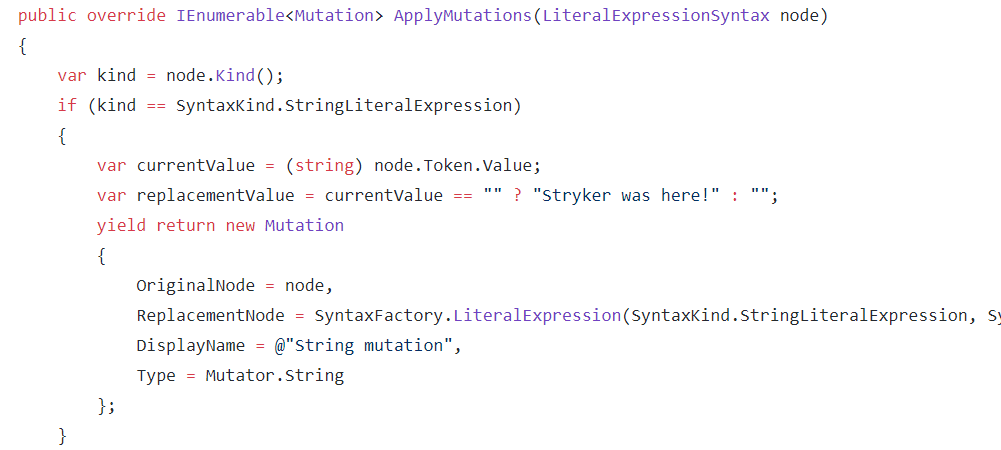 public override IEnumerable<Mutation> ApplyMutations(LiteralExpressionSyntax node)
{
var kind = node.Kind();
if (kind == SyntaxKind.StringLiteralExpression)
{
var currentValue = (string) node.Token.Value;
var replacementValue = currentValue == "" ? "Stryker was here!" : "";
yield return new Mutation
{
OriginalNode = node,
ReplacementNode = SyntaxFactory.LiteralExpression(SyntaxKind.StringLiteralExpression,
DisplayName = @"String mutation",
Type = Mutator.String
};
}